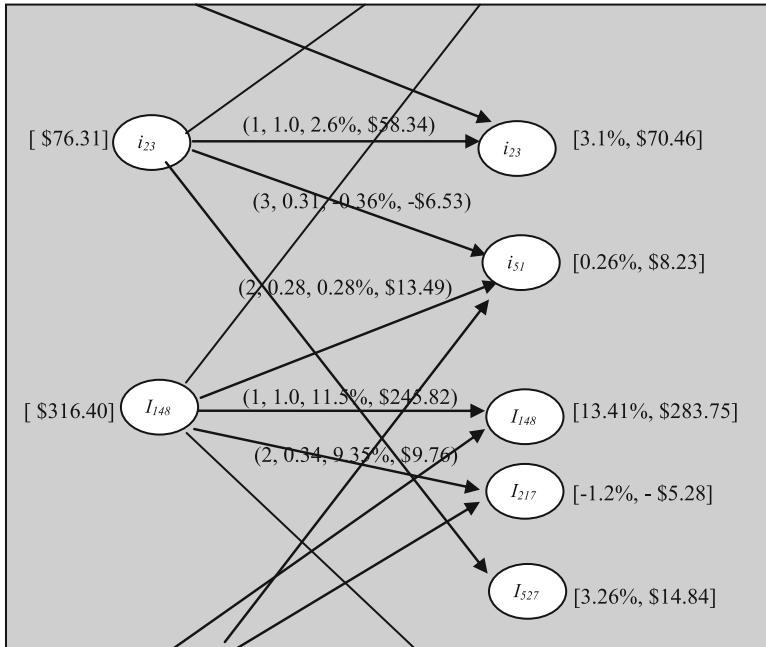 [ $76.31] i23 (1, 1.0, 2.6%, $58.34) i23 [3.1%, $70.46]
(3, 0.31, -0.36%, -$6.53)
i51 [0.26%, $8.23]
(2, 0.28, 0.28%, $13.49)
[ $316.40] I148 (1, 1.0, 11.5%, $245.82) I148 [13.41%, $283.75]
(2, 0.34, 9.35%, $9.76)
I217 [-1.2%, - $5.28]
I527 [3.26%, $14.84]